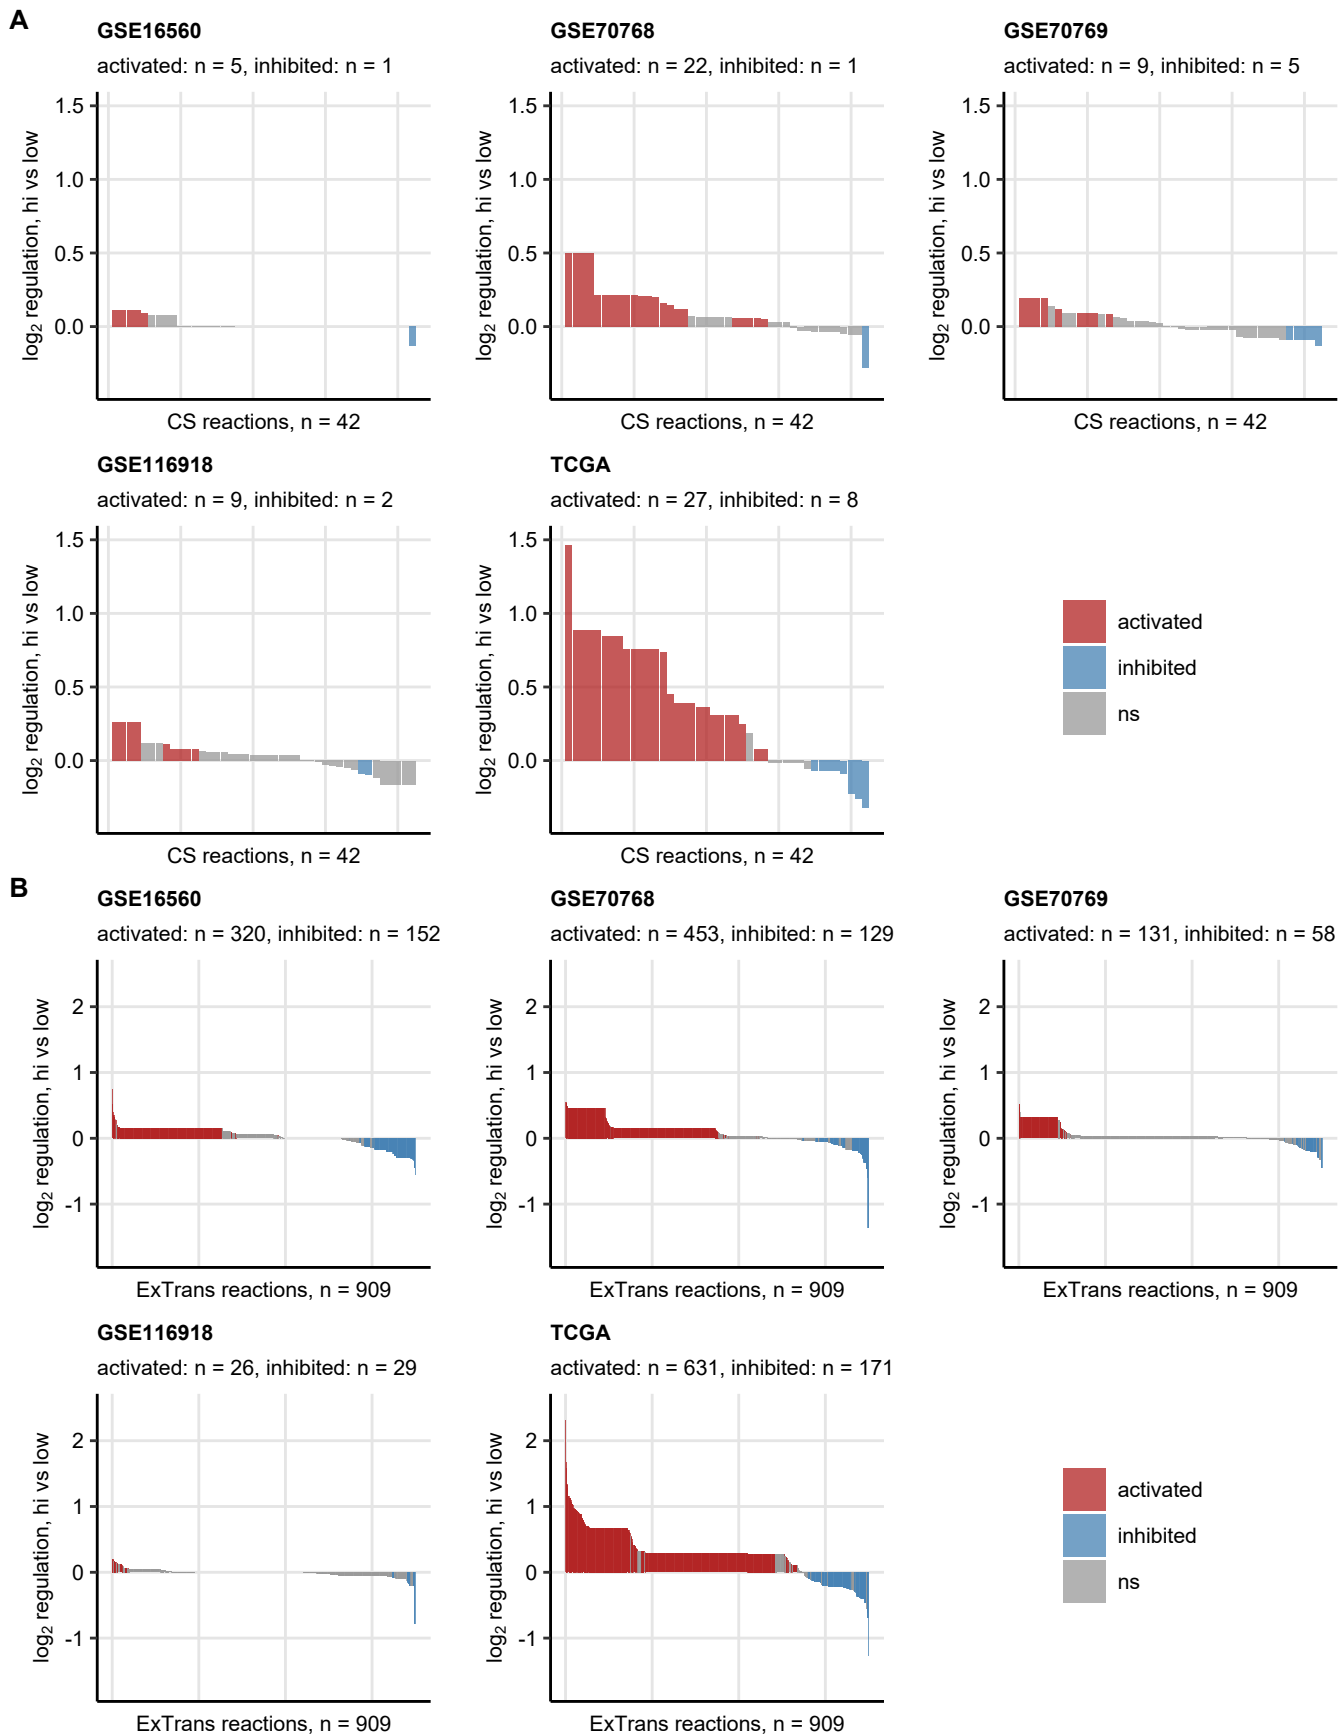 A
GSE16560
activated: n = 5, inhibited: n = 1
1.5
1.0
0.5
0.0
log₂ regulation, hi vs low
CS reactions, n = 42
GSE70768
activated: n = 22, inhibited: n = 1
1.5
1.0
0.5
0.0
log₂ regulation, hi vs low
CS reactions, n = 42
GSE70769
activated: n = 9, inhibited: n = 5
1.5
1.0
0.5
0.0
log₂ regulation, hi vs low
CS reactions, n = 42
GSE116918
activated: n = 9, inhibited: n = 2
1.5
1.0
0.5
0.0
log₂ regulation, hi vs low
CS reactions, n = 42
TCGA
activated: n = 27, inhibited: n = 8
1.5
1.0
0.5
0.0
log₂ regulation, hi vs low
CS reactions, n = 42
activated
inhibited
ns
B
GSE16560
activated: n = 320, inhibited: n = 152
2
1
0
-1
log₂ regulation, hi vs low
ExTrans reactions, n = 909
GSE70768
activated: n = 453, inhibited: n = 129
2
1
0
-1
log₂ regulation, hi vs low
ExTrans reactions, n = 909
GSE70769
activated: n = 131, inhibited: n = 58
2
1
0
-1
log₂ regulation, hi vs low
ExTrans reactions, n = 909
GSE116918
activated: n = 26, inhibited: n = 29
2
1
0
-1
log₂ regulation, hi vs low
ExTrans reactions, n = 909
TCGA
activated: n = 631, inhibited: n = 171
2
1
0
-1
log₂ regulation, hi vs low
ExTrans reactions, n = 909
activated
inhibited
ns